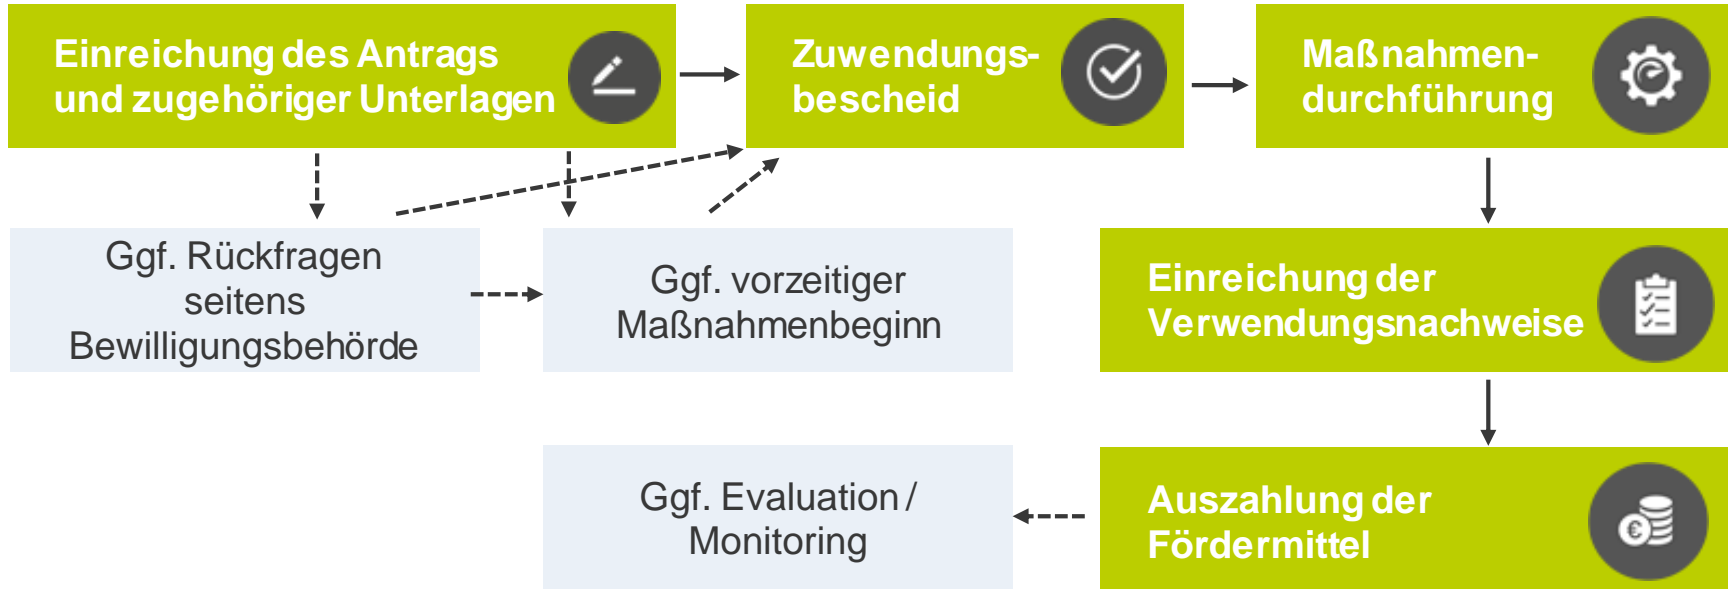 Einreichung des Antrags
und zugehöriger Unterlagen
Zuwendungs-
bescheid
Maßnahmen-
durchführung
Ggf. Rückfragen
seitens
Bewilligungsbehörde
Ggf. vorzeitiger
Maßnahmenbeginn
Einreichung der
Verwendungsnachweise
Ggf. Evaluation /
Monitoring
Auszahlung der
Fördermittel
€